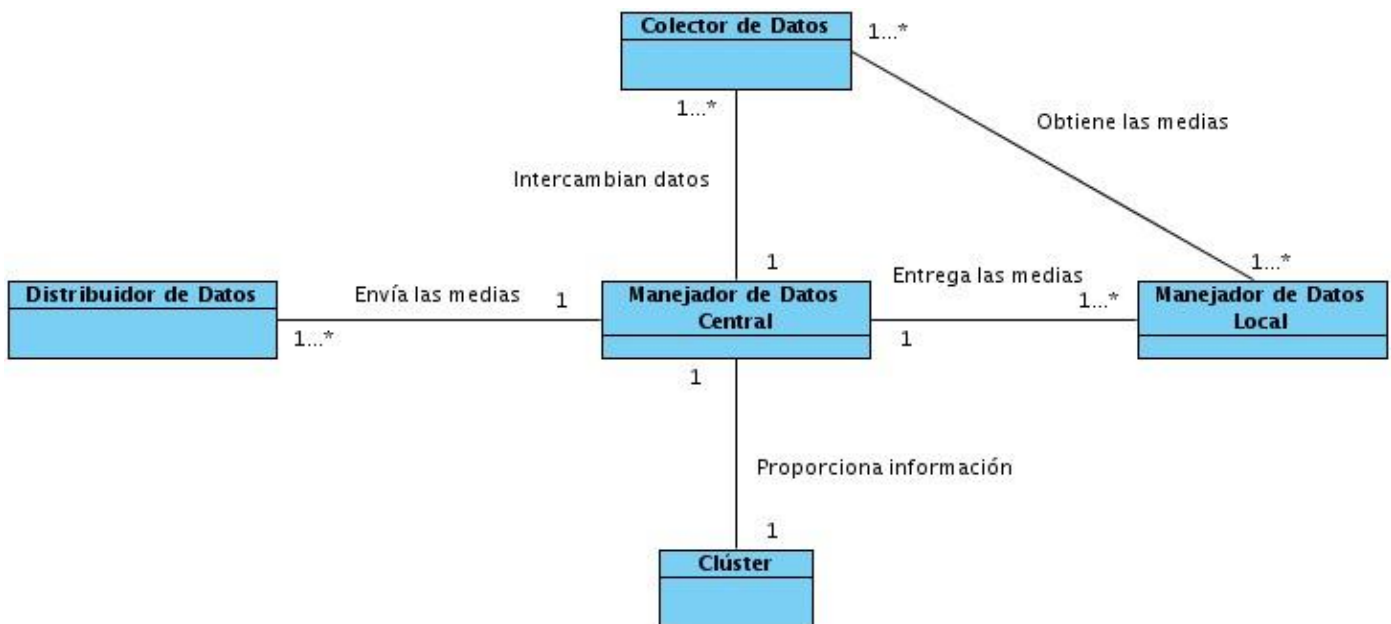 Colector de Datos
1...*
1...*
Obtiene las medias
Intercambian datos
1
Entrega las medias
1...*
Distribuidor de Datos
Envía las medias
1
1...*
Manejador de Datos
Central
1
1...*
Manejador de Datos
Local
1
Proporciona información
1
Clúster